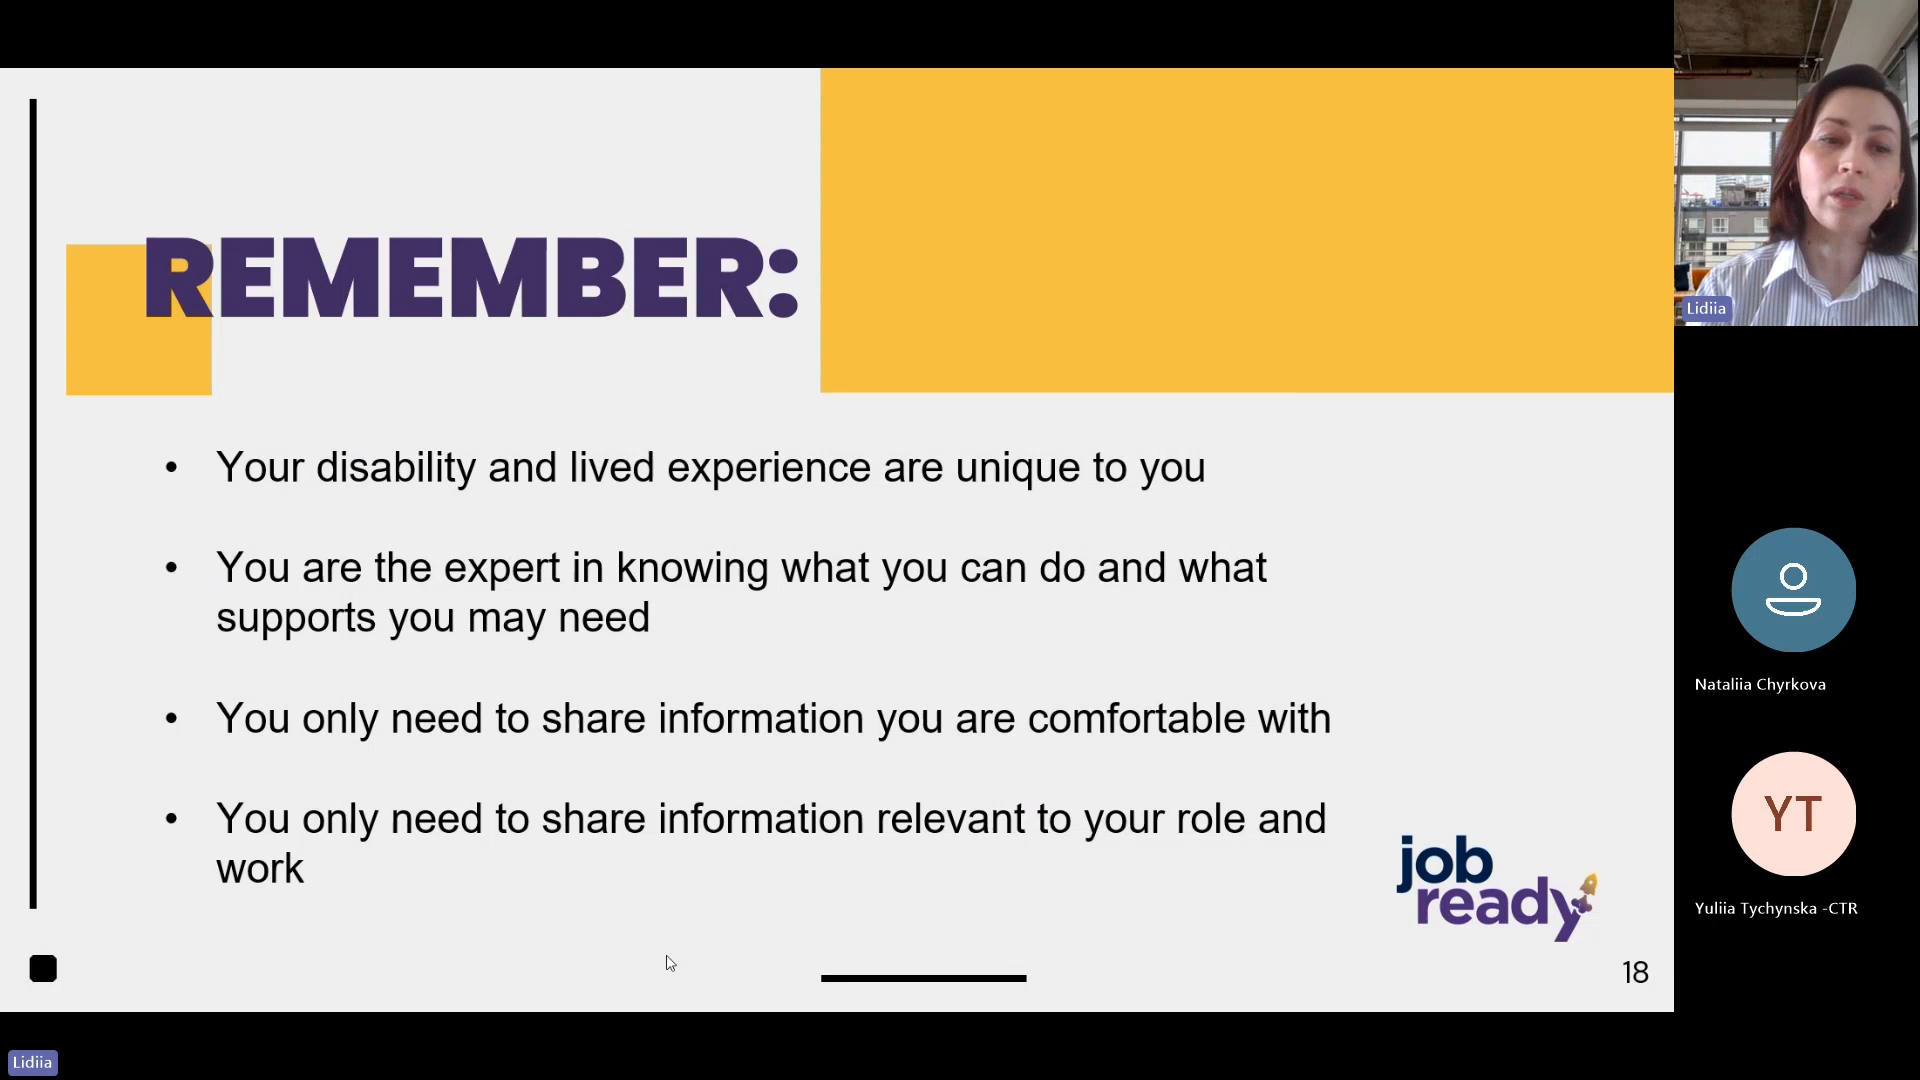 REMEMBER:
• Your disability and lived experience are unique to you
• You are the expert in knowing what you can do and what
supports you may need
• You only need to share information you are comfortable with
• You only need to share information relevant to your role and
work
job
ready
18
Lidiia
Nataliia Chyrkova
YT
Yuliia Tychynska -CTR
Lidiia